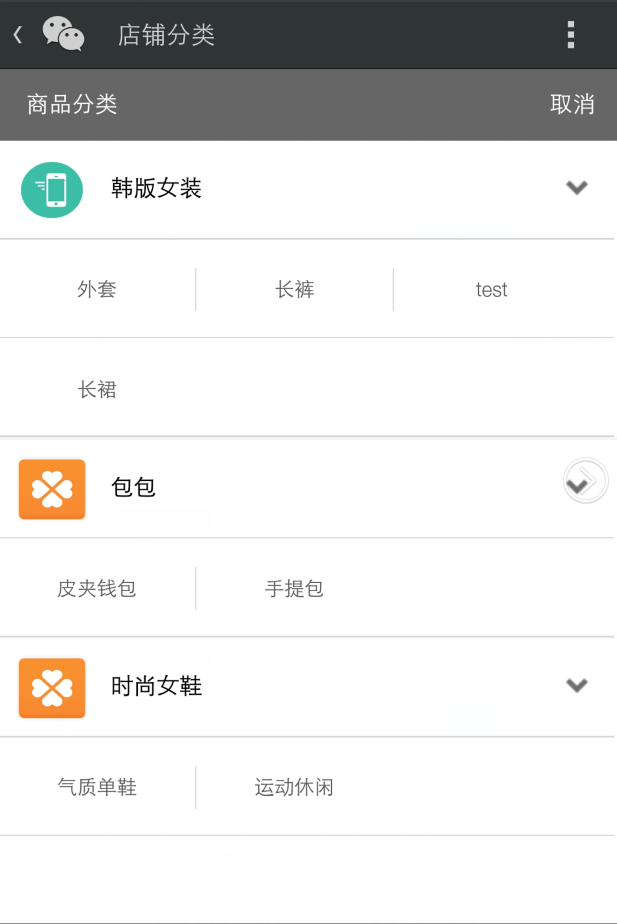 店铺分类
商品分类 取消
韩版女装
外套 长裤 test
长裙
包包
皮夹钱包 手提包
时尚女鞋
气质单鞋 运动休闲